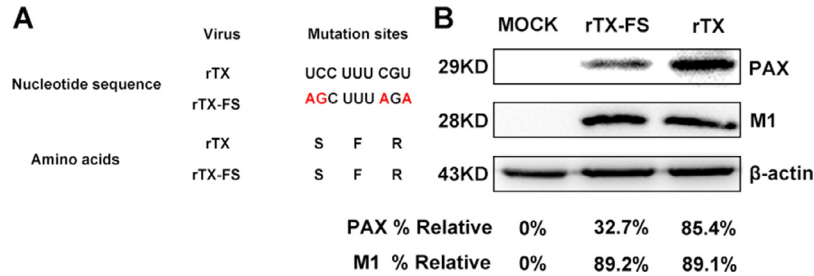 A
Virus Mutation sites
Nucleotide sequence
rTX UCC UUU CGU
rTX-FS AGC UUU AGA
Amino acids
rTX S F R
rTX-FS S F R
B
MOCK rTX-FS rTX
29KD PAX
28KD M1
43KD β-actin
PAX % Relative 0% 32.7% 85.4%
M1 % Relative 0% 89.2% 89.1%